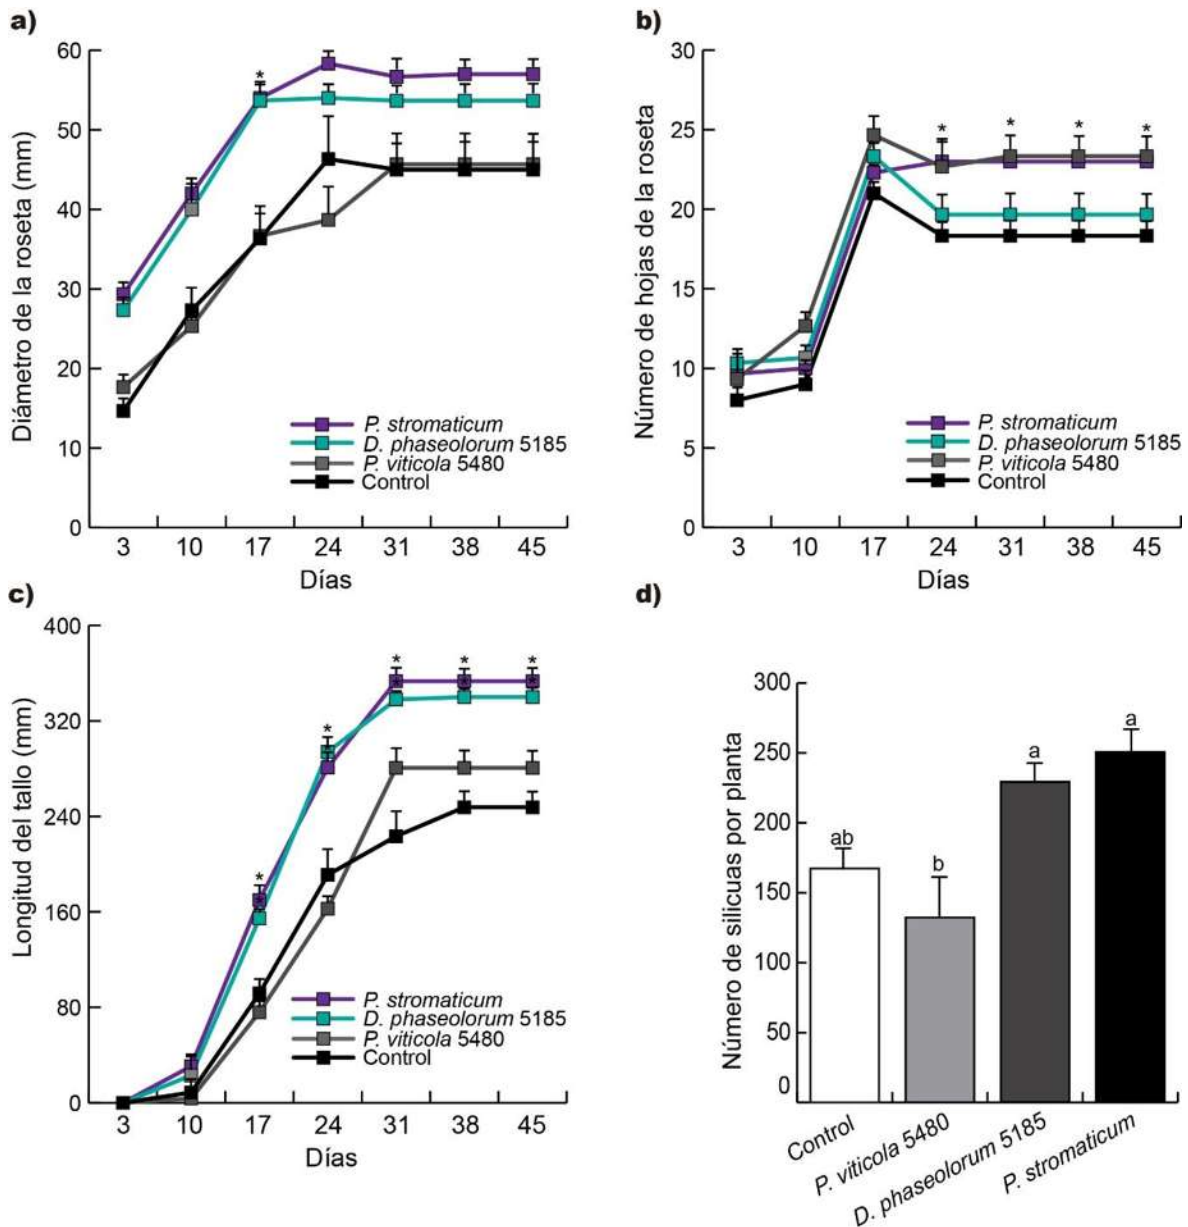 a)
Diámetro de la roseta (mm)
60
50
40
30
20
10
0
*
P. stromaticum
D. phaseolorum 5185
P. viticola 5480
Control
3 10 17 24 31 38 45
Días
b)
Número de hojas de la roseta
30
25
20
15
10
5
0
* * * *
P. stromaticum
D. phaseolorum 5185
P. viticola 5480
Control
3 10 17 24 31 38 45
Días
c)
Longitud del tallo (mm)
400
320
240
160
80
0
* * * * *
P. stromaticum
D. phaseolorum 5185
P. viticola 5480
Control
3 10 17 24 31 38 45
Días
d)
Número de silicuas por planta
300
250
200
150
100
50
0
ab b a a
Control
P. viticola 5480
D. phaseolorum 5185
P. stromaticum